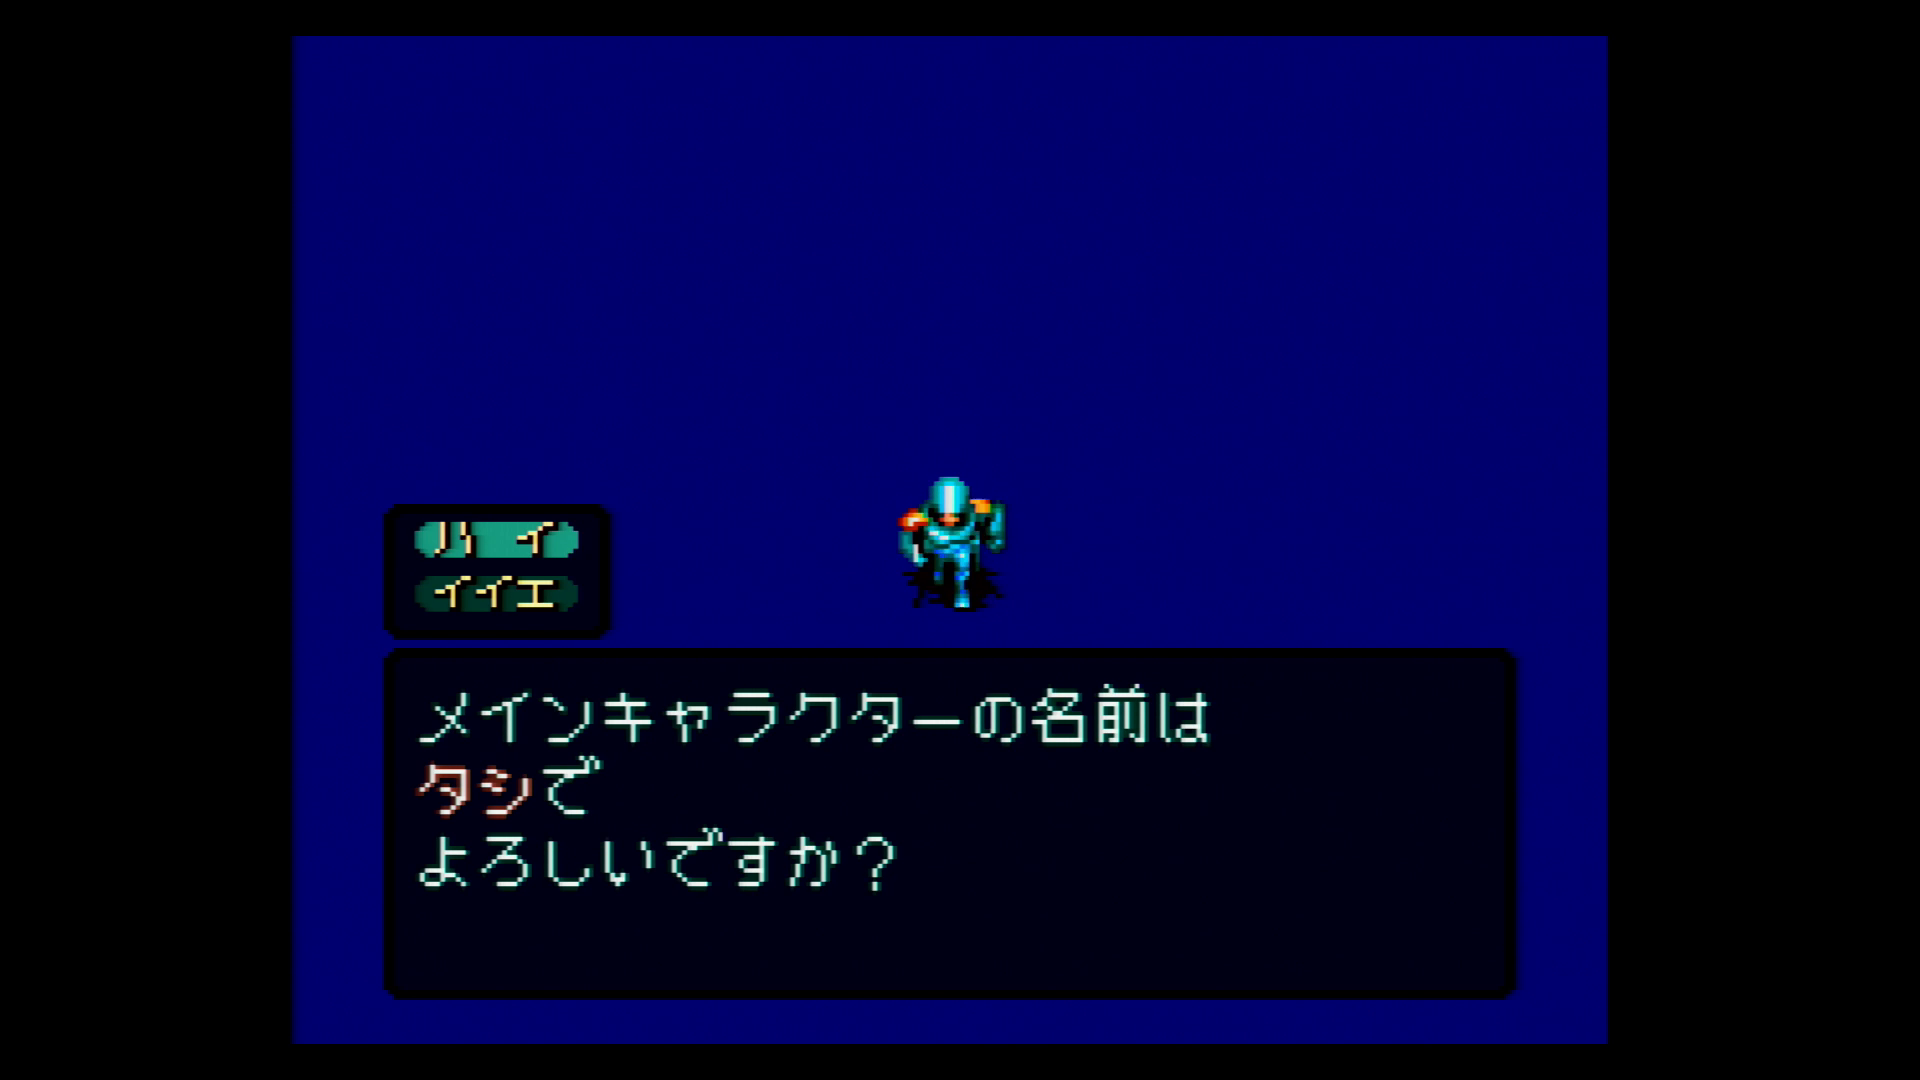 ハイ
イイエ
メインキャラクターの名前は
タシで
よろしいですか？